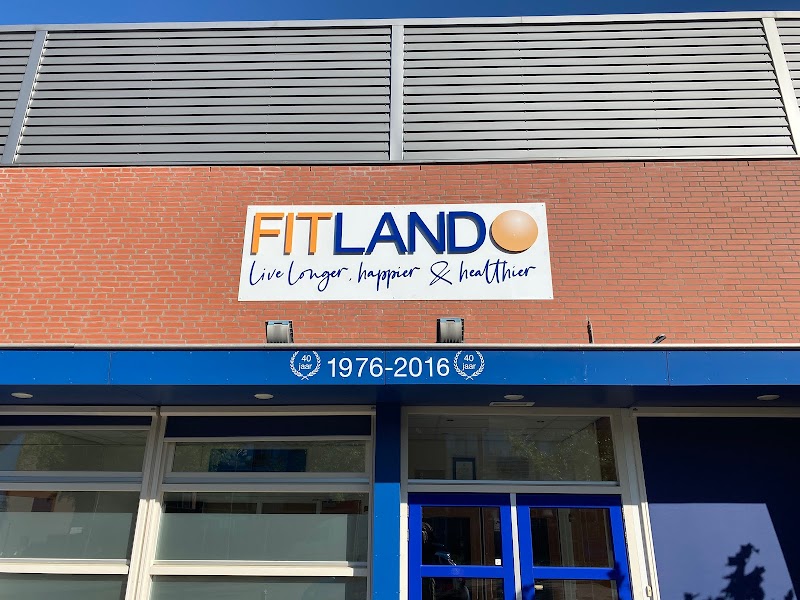 FITLAND
Live longer, happier & healthier
40 jaar 1976-2016 40 jaar